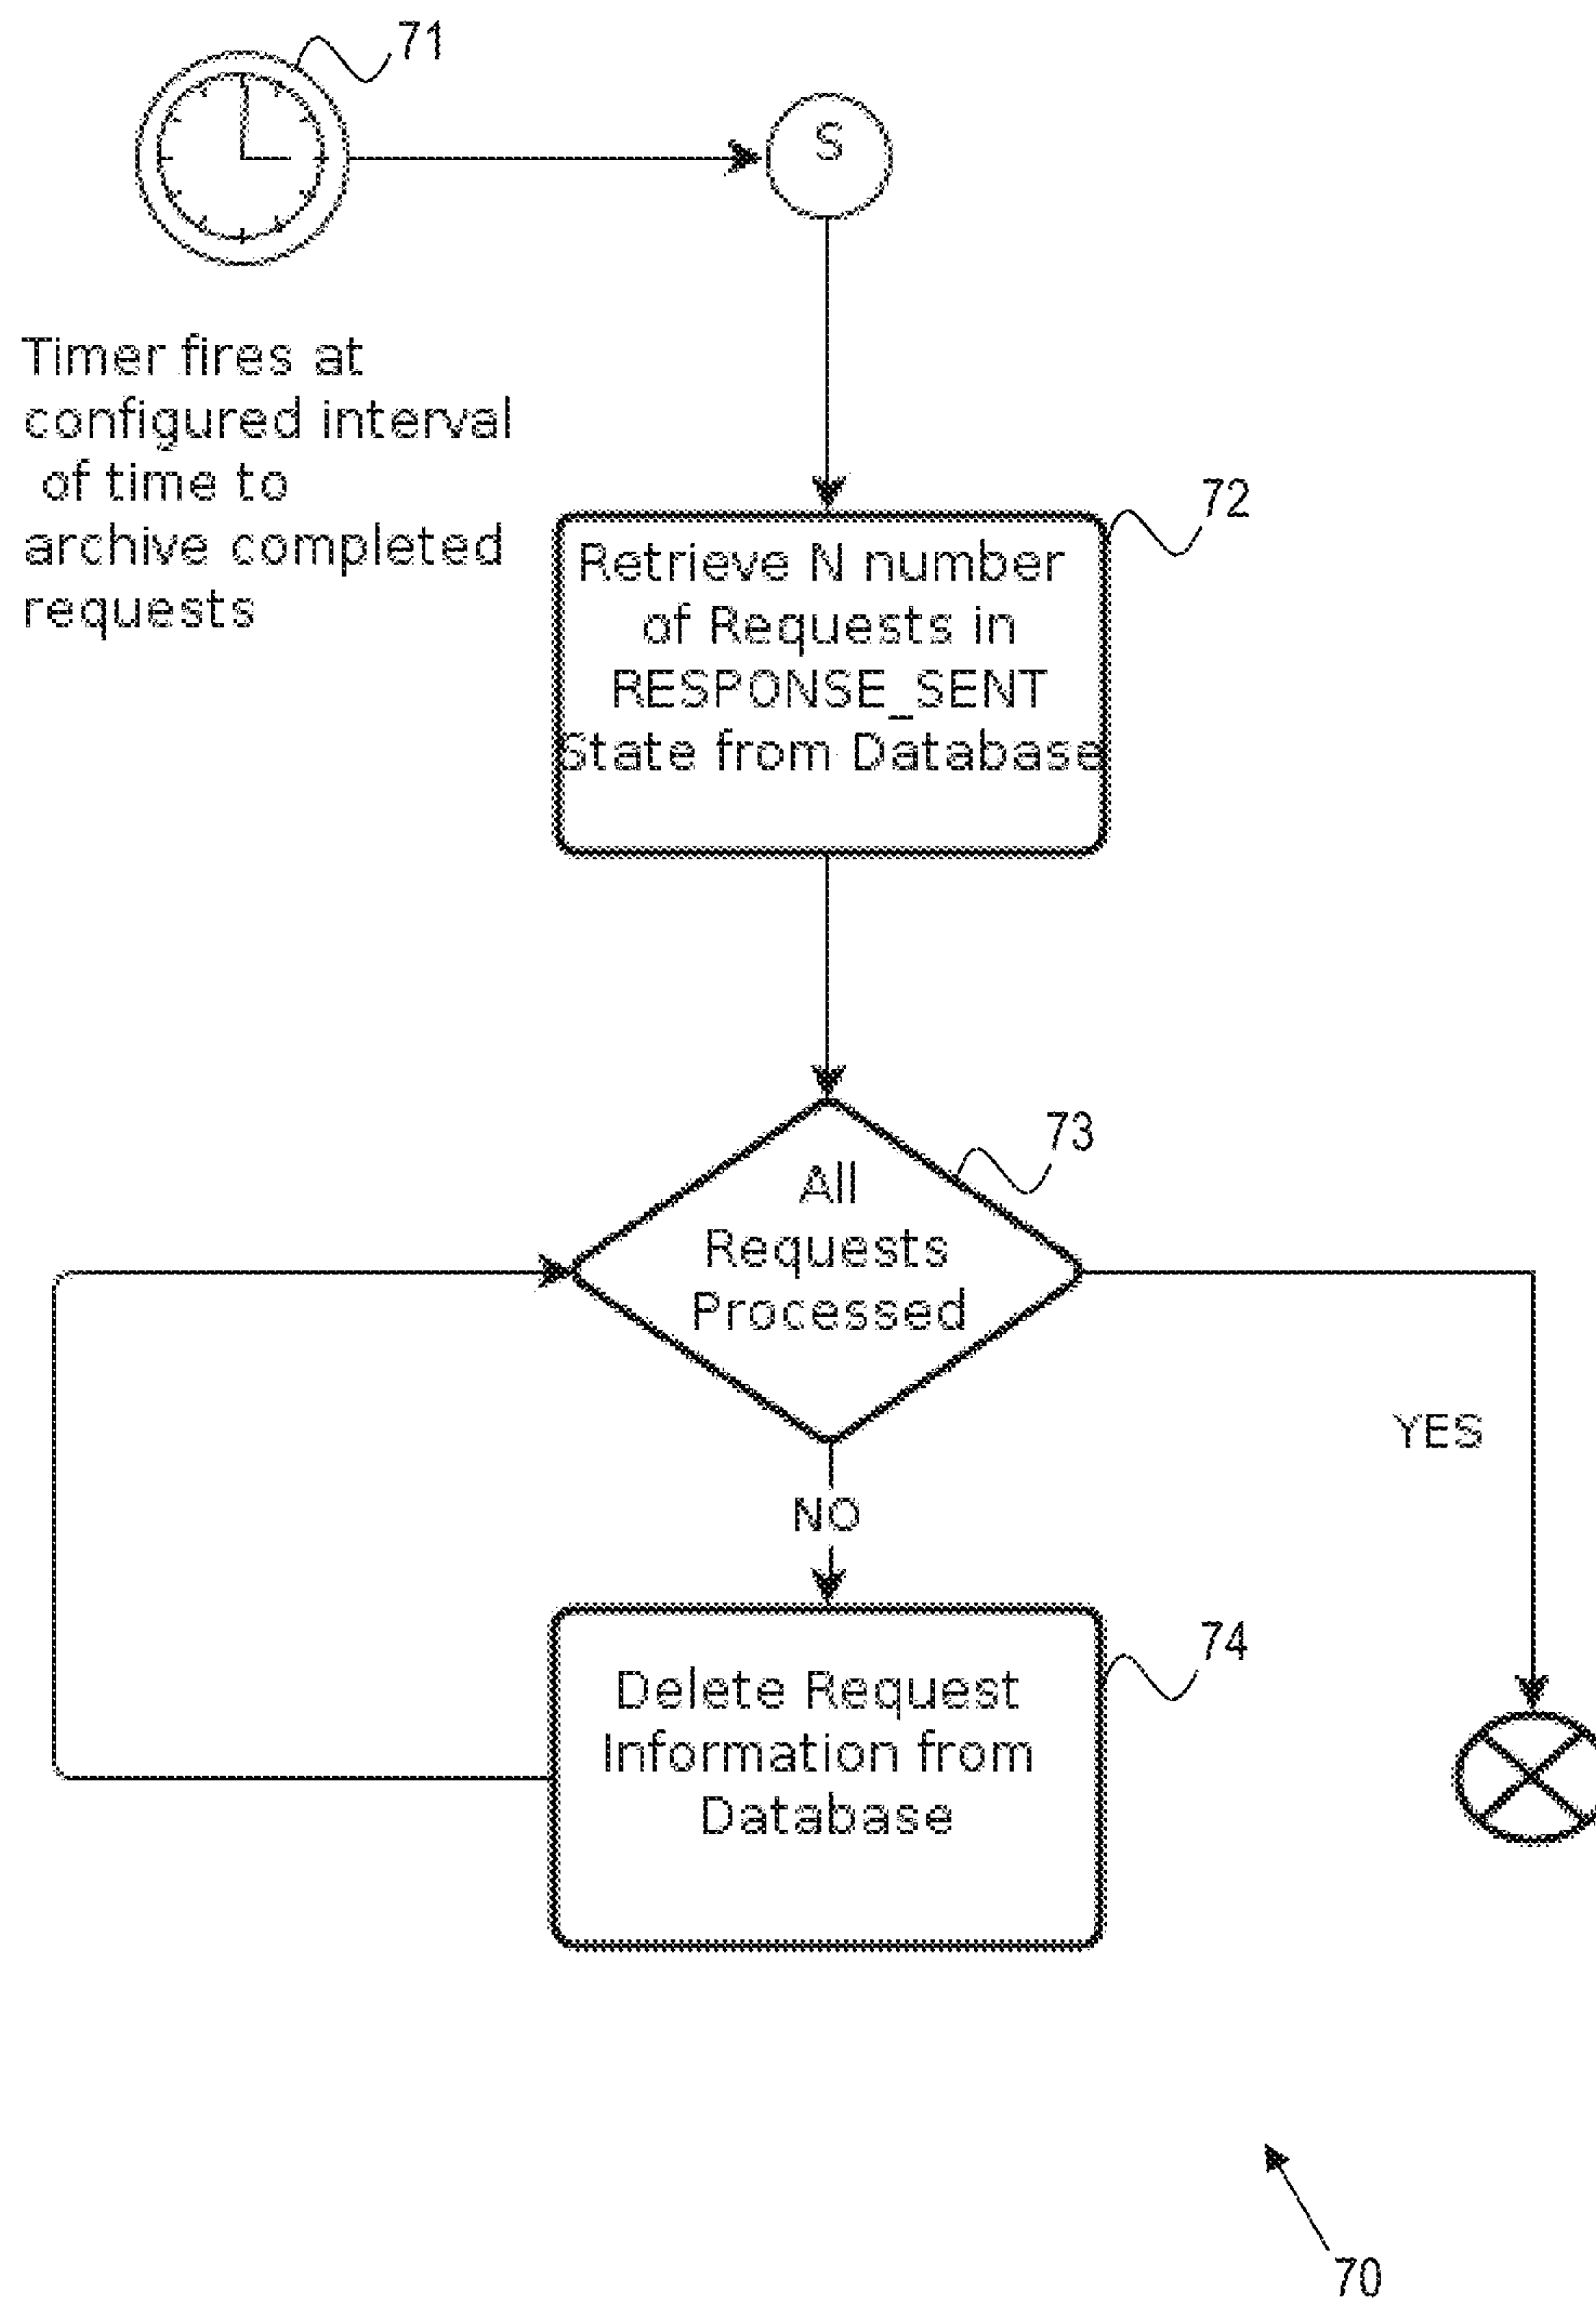 71
S
Timer fires at
configured interval
of time to
archive completed
requests
72
Retrieve N number
of Requests in
RESPONSE_SENT
State from Database
73
All
Requests
Processed
YES
NO
74
Delete Request
Information from
Database
70